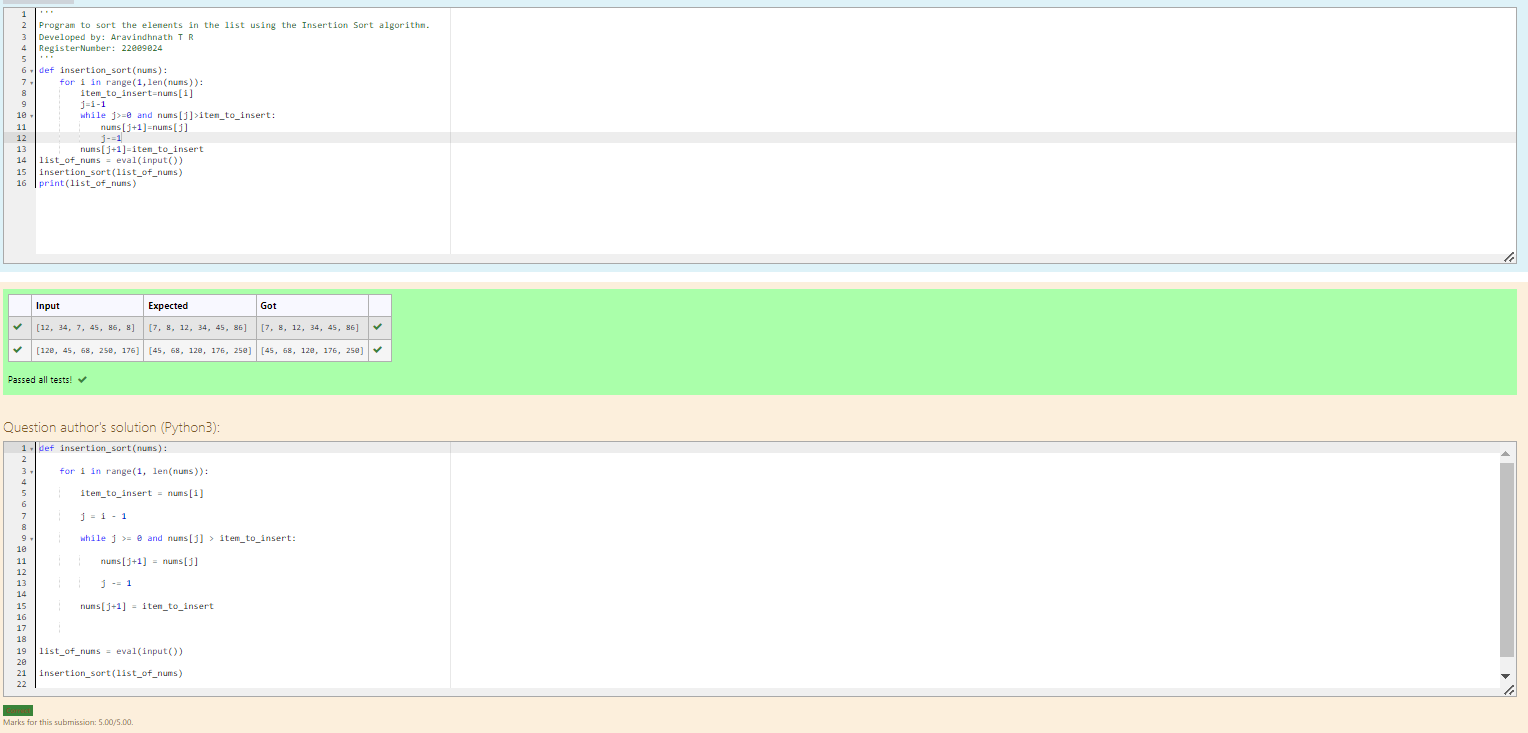 1 '''
2 Program to sort the elements in the list using the Insertion Sort algorithm.
3 Developed by: Aravindhnath T R
4 RegisterNumber: 22009024
5 '''
6 def insertion_sort(nums):
7     for i in range(1,len(nums)):
8         item_to_insert=nums[i]
9         j=i-1
10         while j>=0 and nums[j]>item_to_insert:
11             nums[j+1]=nums[j]
12             j-=1
13         nums[j+1]=item_to_insert
14 list_of_nums = eval(input())
15 insertion_sort(list_of_nums)
16 print(list_of_nums)
Input Expected Got
[12, 34, 7, 45, 86, 8] [7, 8, 12, 34, 45, 86] [7, 8, 12, 34, 45, 86]
[120, 45, 68, 250, 176] [45, 68, 120, 176, 250] [45, 68, 120, 176, 250]
Passed all tests!
Question author's solution (Python3):
1 def insertion_sort(nums):
2
3     for i in range(1, len(nums)):
4
5         item_to_insert = nums[i]
6
7         j = i - 1
8
9         while j >= 0 and nums[j] > item_to_insert:
10
11             nums[j+1] = nums[j]
12
13             j -= 1
14
15         nums[j+1] = item_to_insert
16
17
18
19 list_of_nums = eval(input())
20
21 insertion_sort(list_of_nums)
22
Marks for this submission: 5.00/5.00.